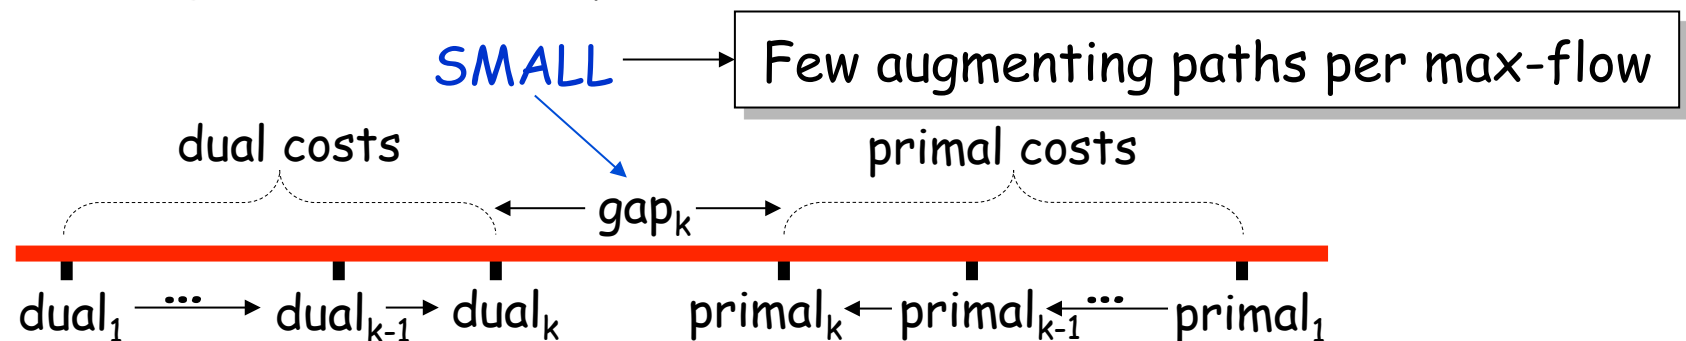 SMALL
Few augmenting paths per max-flow
dual costs
primal costs
gapₖ
dual₁ ... dualₖ₋₁ dualₖ primalₖ primalₖ₋₁ ... primal₁